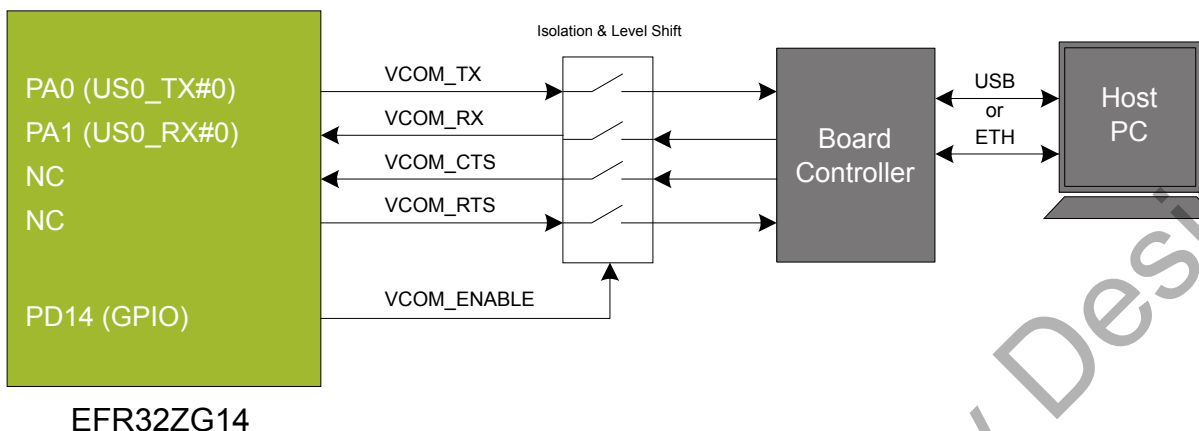 Isolation & Level Shift
PA0 (US0_TX#0)
PA1 (US0_RX#0)
NC
NC
PD14 (GPIO)
VCOM_TX
VCOM_RX
VCOM_CTS
VCOM_RTS
VCOM_ENABLE
Board
Controller
USB
or
ETH
Host
PC
EFR32ZG14